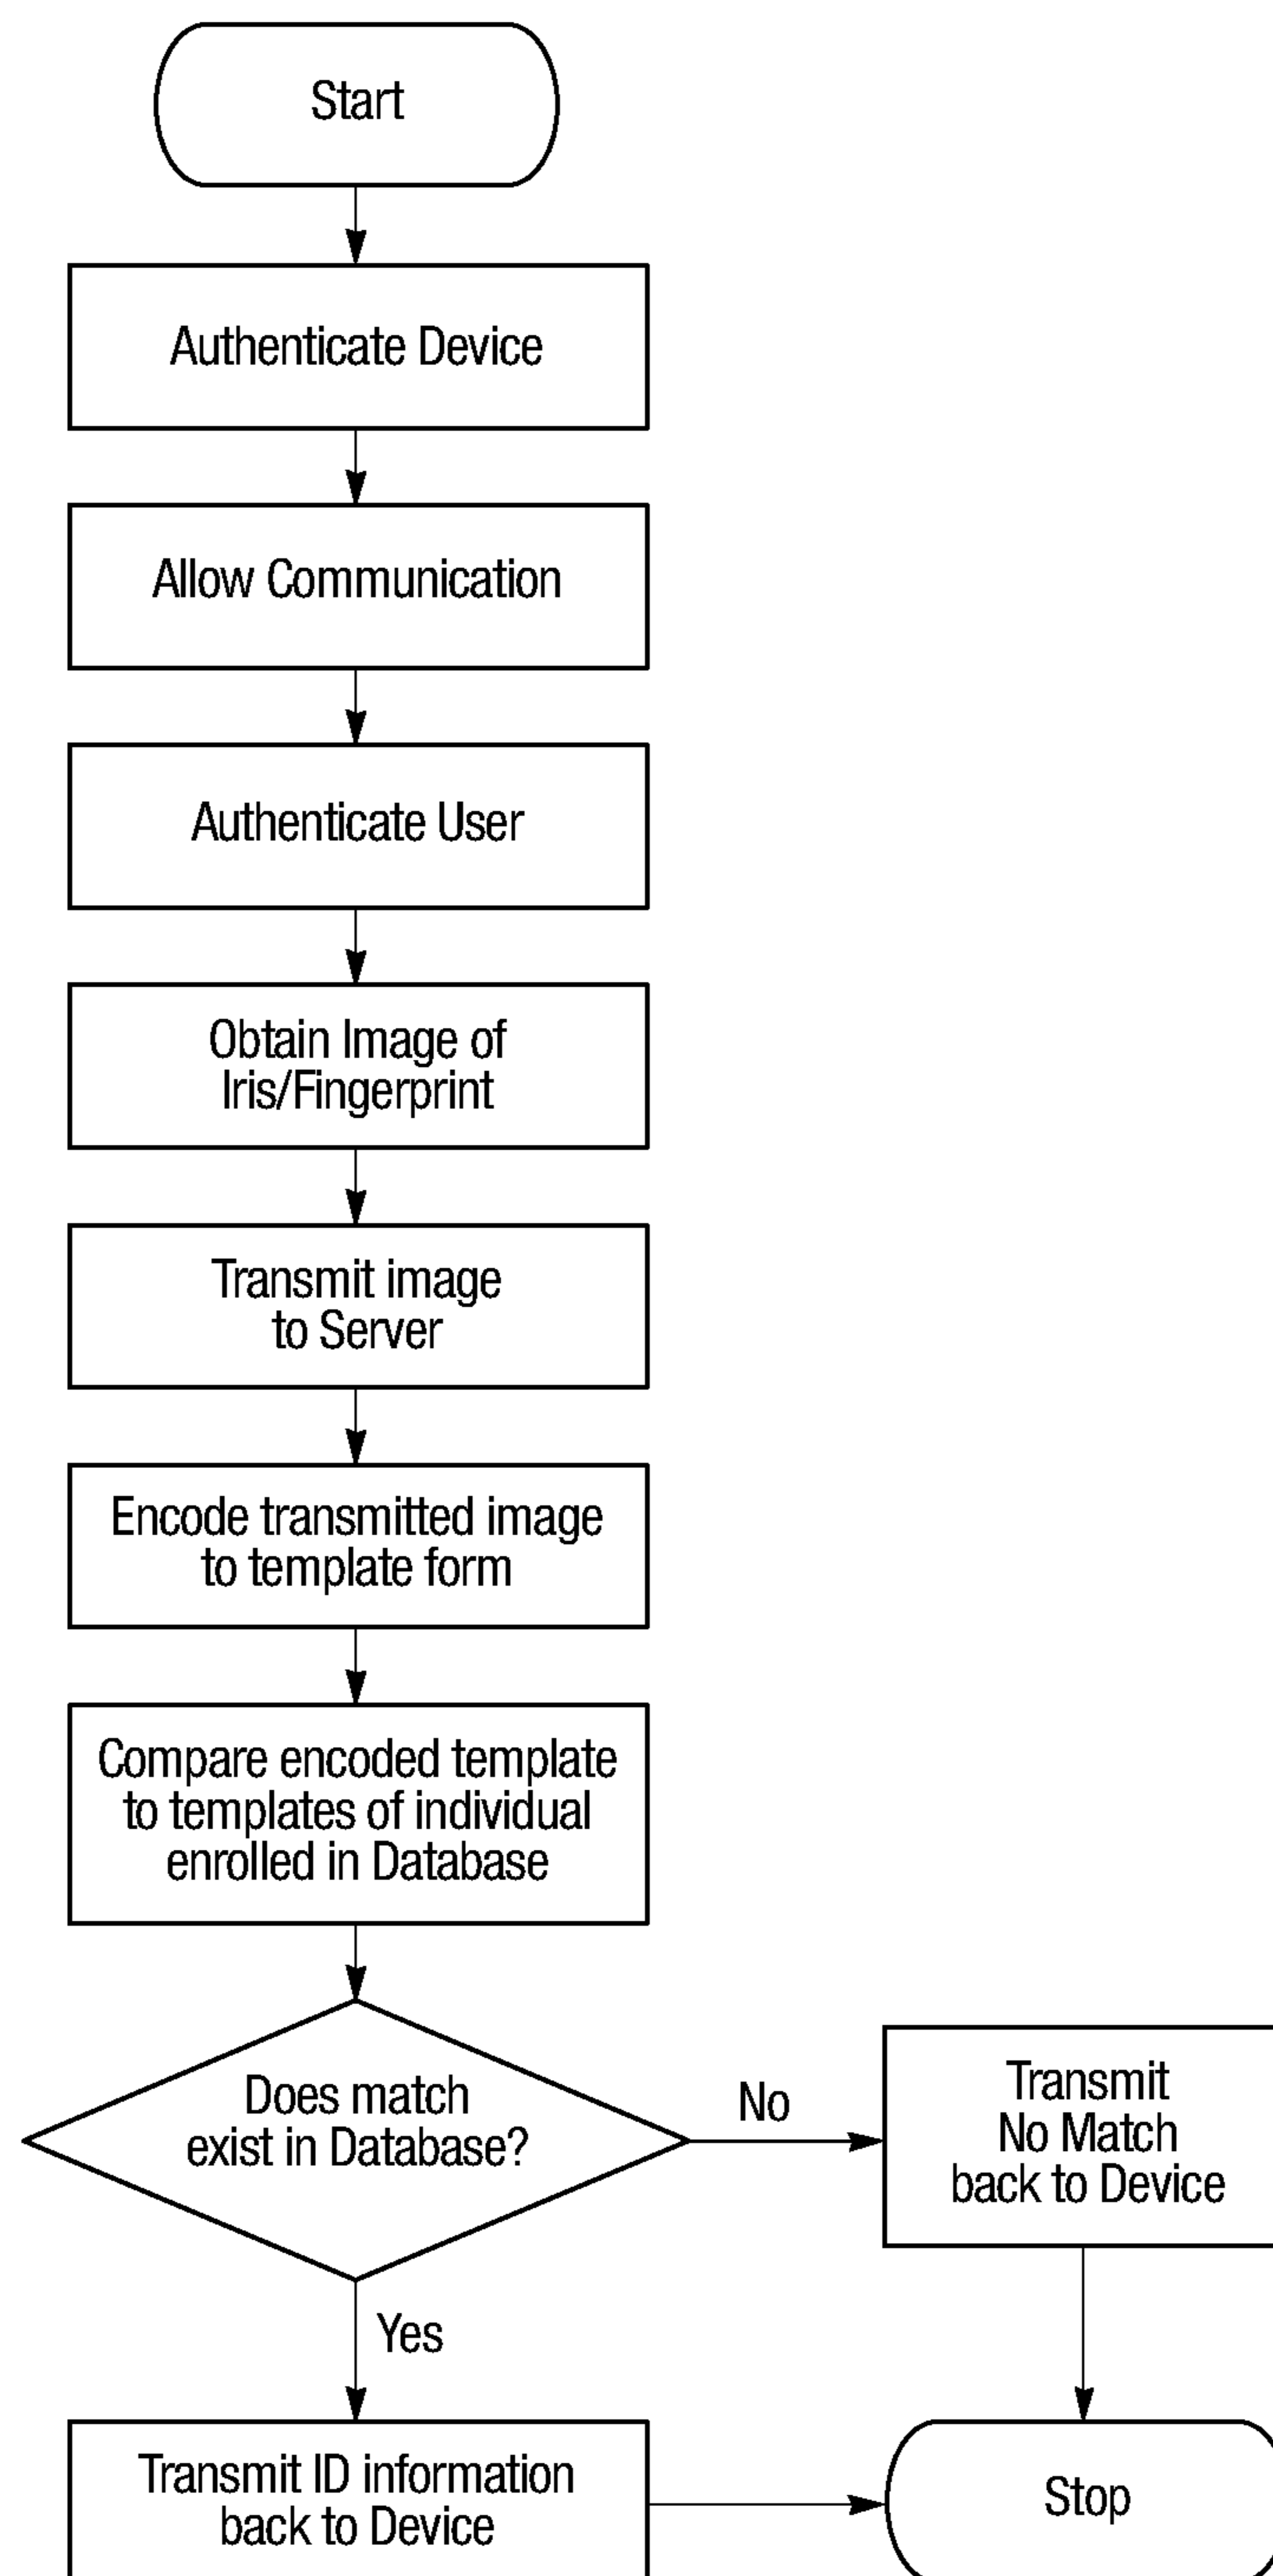 Start
Authenticate Device
Allow Communication
Authenticate User
Obtain Image of
Iris/Fingerprint
Transmit image
to Server
Encode transmitted image
to template form
Compare encoded template
to templates of individual
enrolled in Database
Does match
exist in Database?
No
Transmit
No Match
back to Device
Yes
Transmit ID information
back to Device
Stop